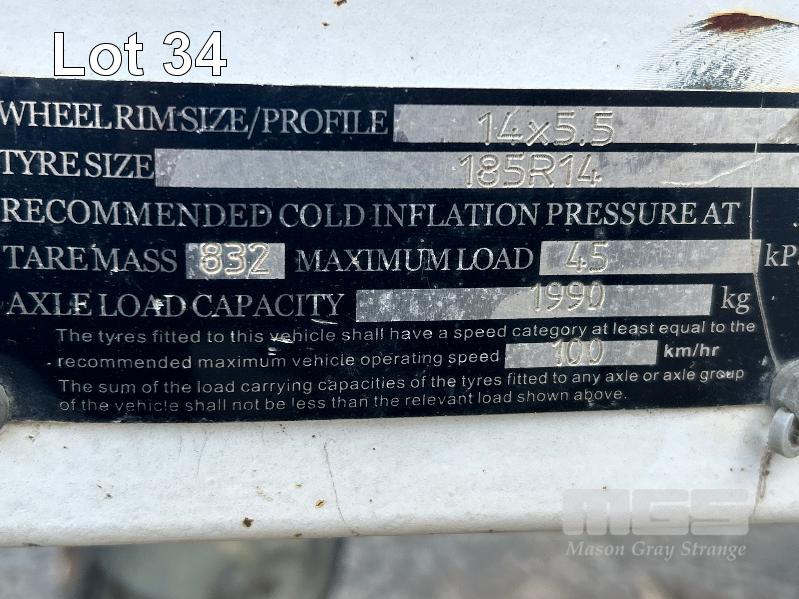 Lot 34
WHEEL RIM SIZE/PROFILE 14x5.5
TYRE SIZE 185R14
RECOMMENDED COLD INFLATION PRESSURE AT
TARE MASS 832 MAXIMUM LOAD 45
AXLE LOAD CAPACITY 1990 kg
The tyres fitted to this vehicle shall have a speed category at least equal to the
recommended maximum vehicle operating speed 100 km/hr
The sum of the load carrying capacities of the tyres fitted to any axle or axle group
of the vehicle shall not be less than the relevant load shown above.
MGS
Mason Gray Strange